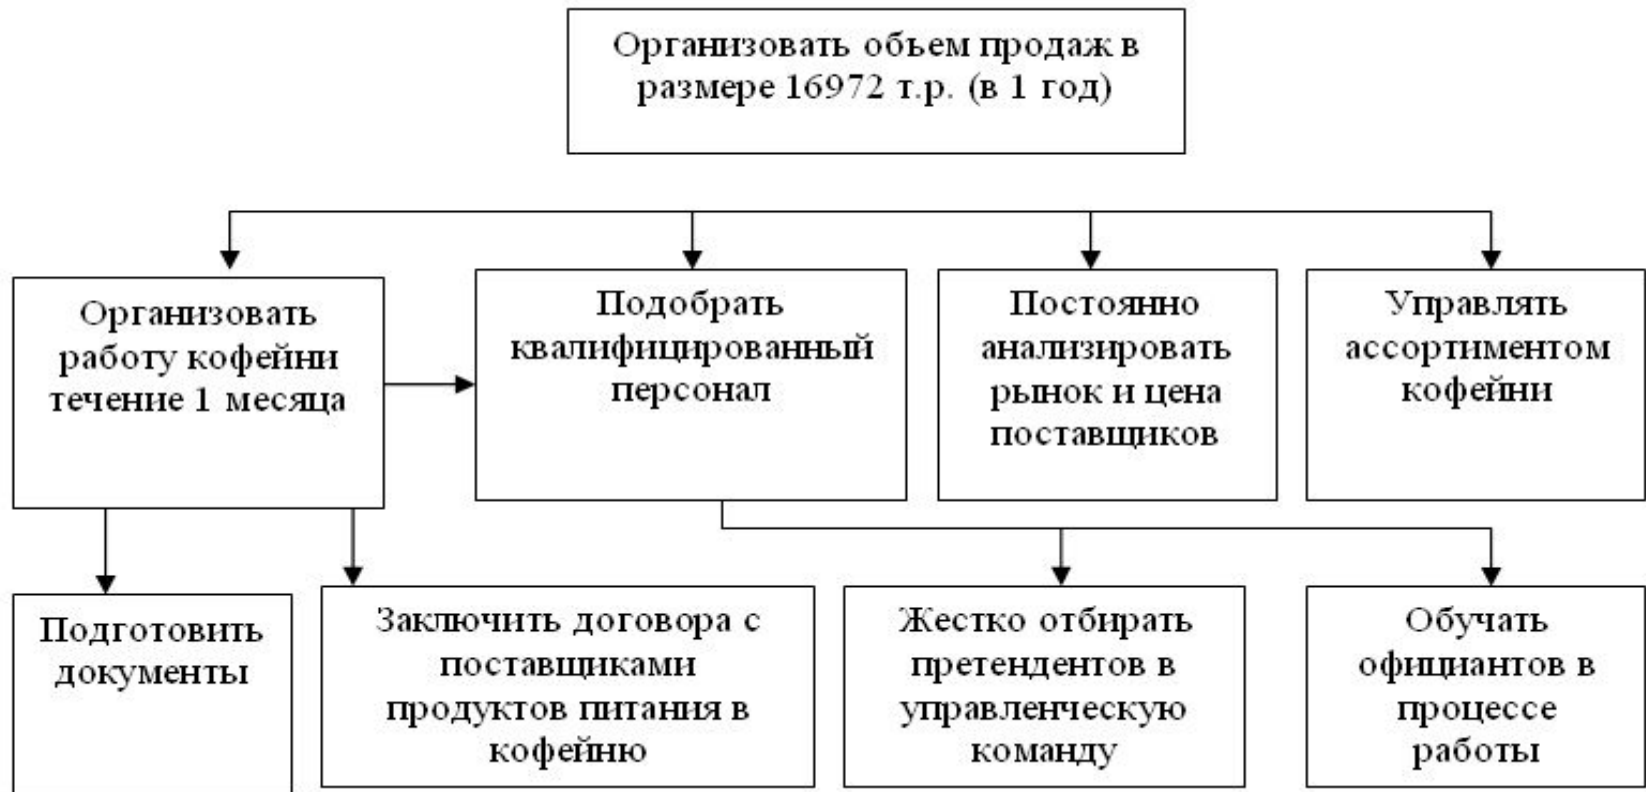 Организовать объем продаж в
размере 16972 т.р. (в 1 год)
Организовать
работу кофейни
течение 1 месяца
Подобрать
квалифицированный
персонал
Постоянно
анализировать
рынок и цена
поставщиков
Управлять
ассортиментом
кофейни
Подготовить
документы
Заключить договора с
поставщиками
продуктов питания в
кофейню
Жестко отбирать
претендентов в
управленческую
команду
Обучать
официантов в
процессе
работы